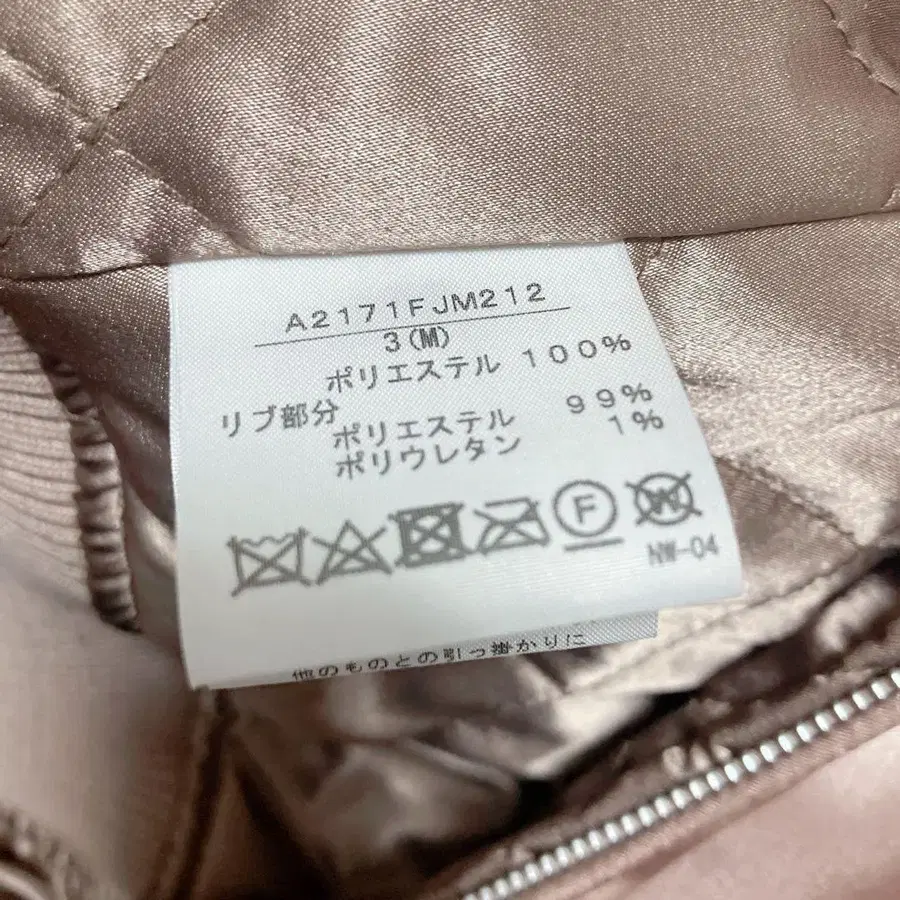 A2171FJM212
3(M)
ポリエステル 100%
リブ部分
ポリエステル 99%
ポリウレタン 1%
F W
NW-04
他のものとの引っ掛かりに